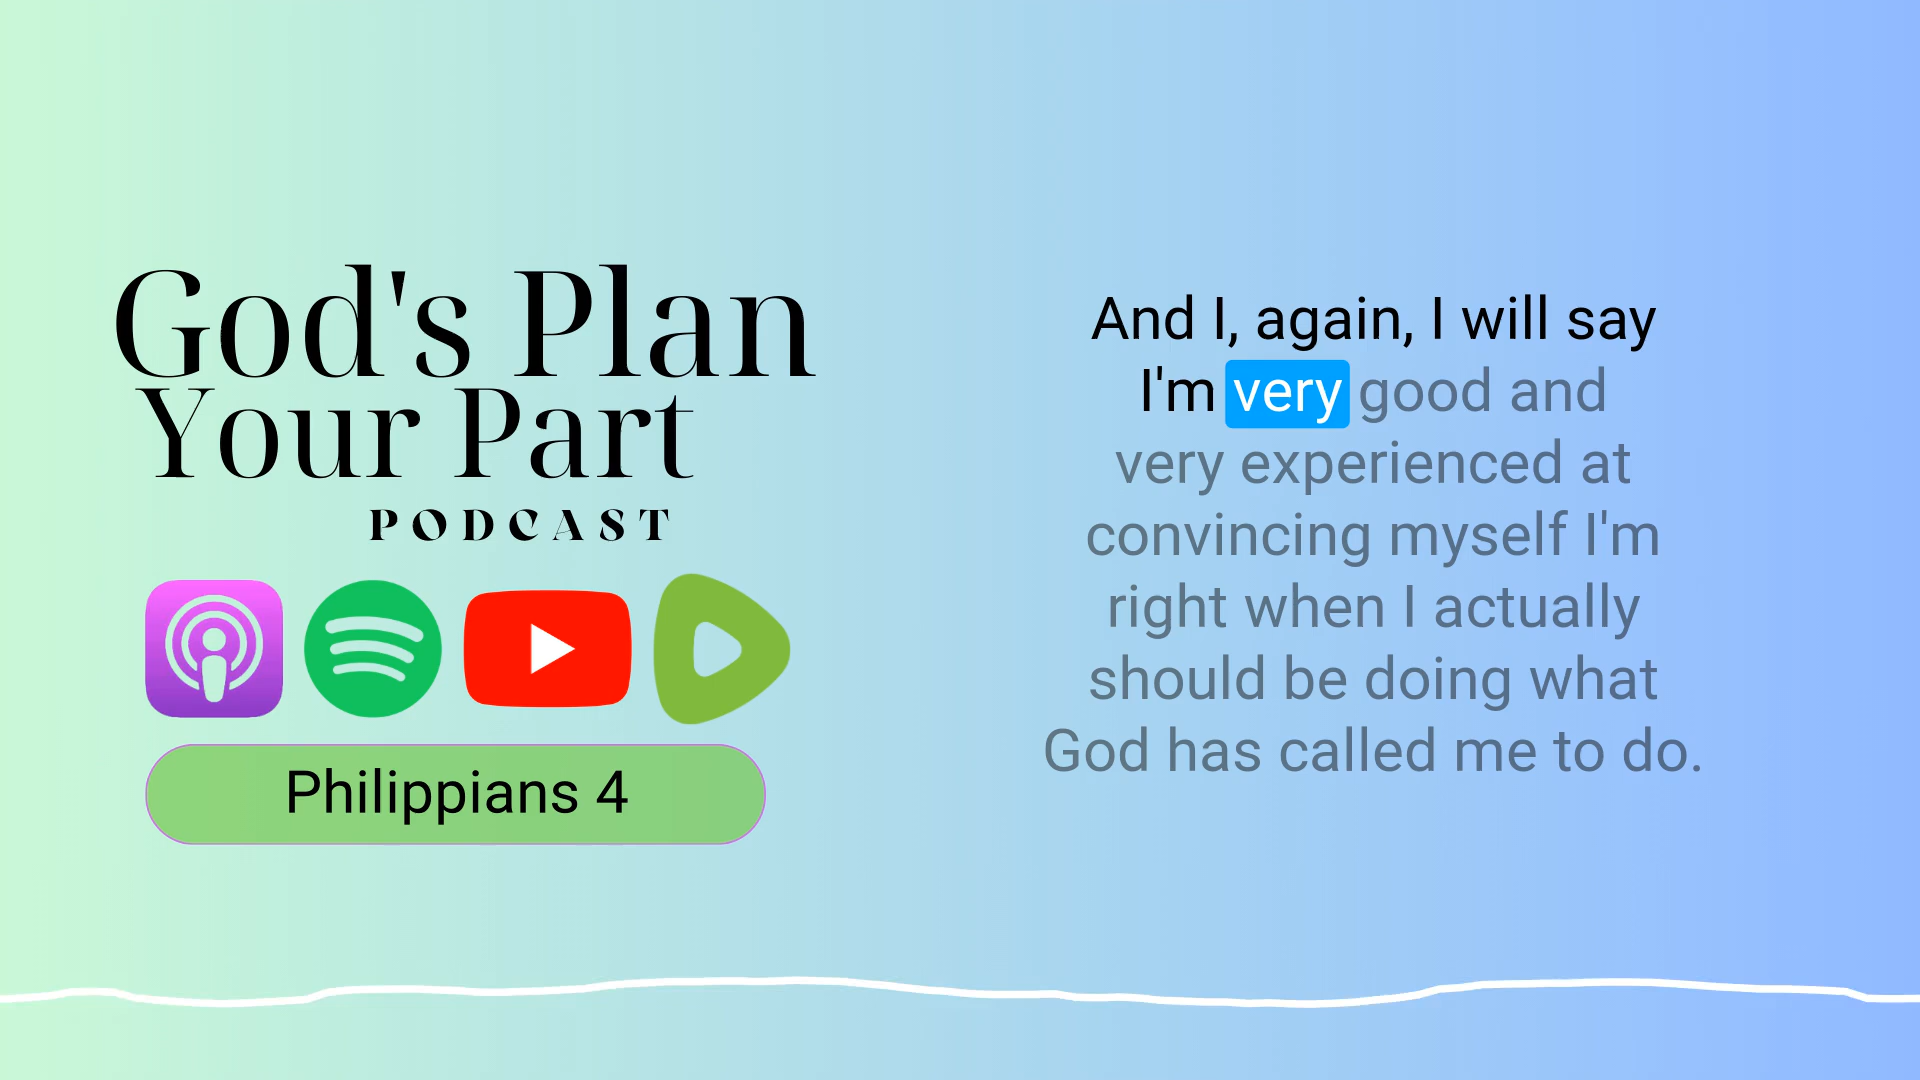 God's Plan
Your Part
PODCAST
Philippians 4
And I, again, I will say
I'm very good and
very experienced at
convincing myself I'm
right when I actually
should be doing what
God has called me to do.